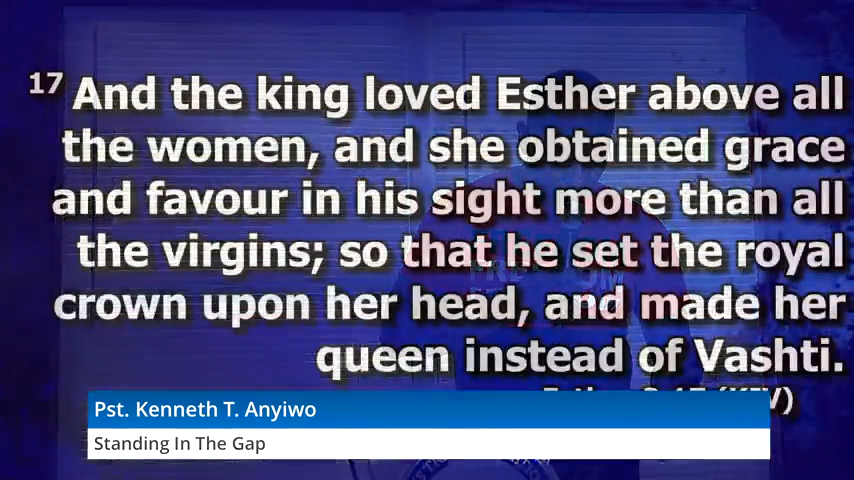 17 And the king loved Esther above all
the women, and she obtained grace
and favour in his sight more than all
the virgins; so that he set the royal
crown upon her head, and made her
queen instead of Vashti.
Pst. Kenneth T. Anyiwo
Standing In The Gap